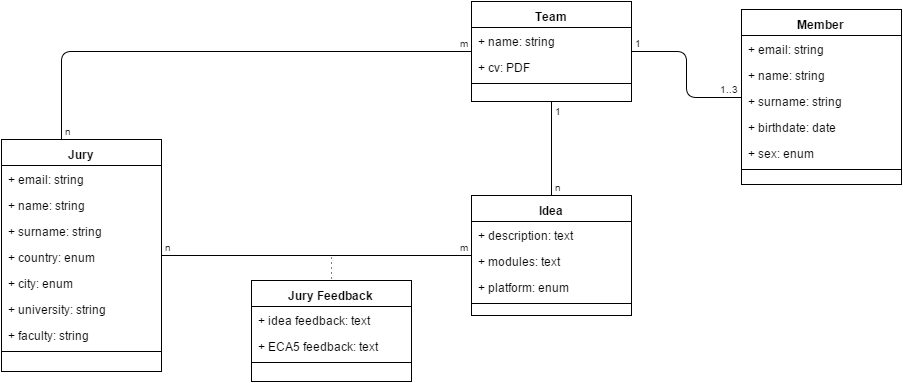 Team
+ name: string
+ cv: PDF
Member
+ email: string
+ name: string
+ surname: string
+ birthdate: date
+ sex: enum
m
1
1..3
1
n
n
Jury
+ email: string
+ name: string
+ surname: string
+ country: enum
+ city: enum
+ university: string
+ faculty: string
Idea
+ description: text
+ modules: text
+ platform: enum
n
m
Jury Feedback
+ idea feedback: text
+ ECA5 feedback: text